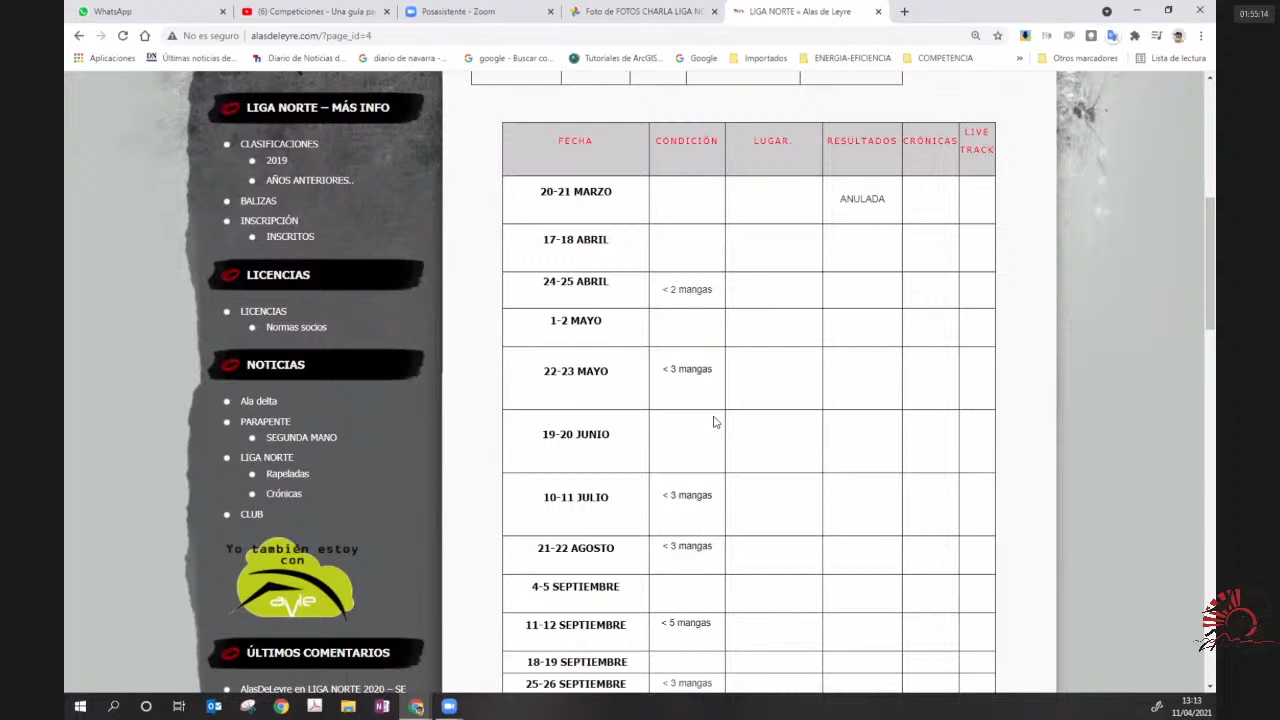 WhatsApp
(6) Competiciones - Una guía pa
Posasistente - Zoom
Foto de FOTOS CHARLA LIGA NO
LIGA NORTE « Alas de Leyre
01:55:14
No es seguro
alasdeleyre.com/?page_id=4
Aplicaciones
DN Últimas noticias de...
Diario de Noticias d...
diario de navarra -...
google - Buscar co...
Tutoriales de ArcGIS...
Google
Importados
ENERGIA-EFICIENCIA
COMPETENCIA
»
Otros marcadores
Lista de lectura
LIGA NORTE – MÁS INFO
CLASIFICACIONES
2019
AÑOS ANTERIORES..
BALIZAS
INSCRIPCIÓN
INSCRITOS
LICENCIAS
LICENCIAS
Normas socios
NOTICIAS
Ala delta
PARAPENTE
SEGUNDA MANO
LIGA NORTE
Rapeladas
Crónicas
CLUB
Yo también estoy
con
avle
ÚLTIMOS COMENTARIOS
AlasDeLeyre en LIGA NORTE 2020 – SE
FECHA CONDICIÓN LUGAR. RESULTADOS CRÓNICAS LIVE
TRACK
20-21 MARZO ANULADA
17-18 ABRIL
24-25 ABRIL < 2 mangas
1-2 MAYO
22-23 MAYO < 3 mangas
19-20 JUNIO
10-11 JULIO < 3 mangas
21-22 AGOSTO < 3 mangas
4-5 SEPTIEMBRE
11-12 SEPTIEMBRE < 5 mangas
18-19 SEPTIEMBRE
25-26 SEPTIEMBRE < 3 mangas
13:13
11/04/2021